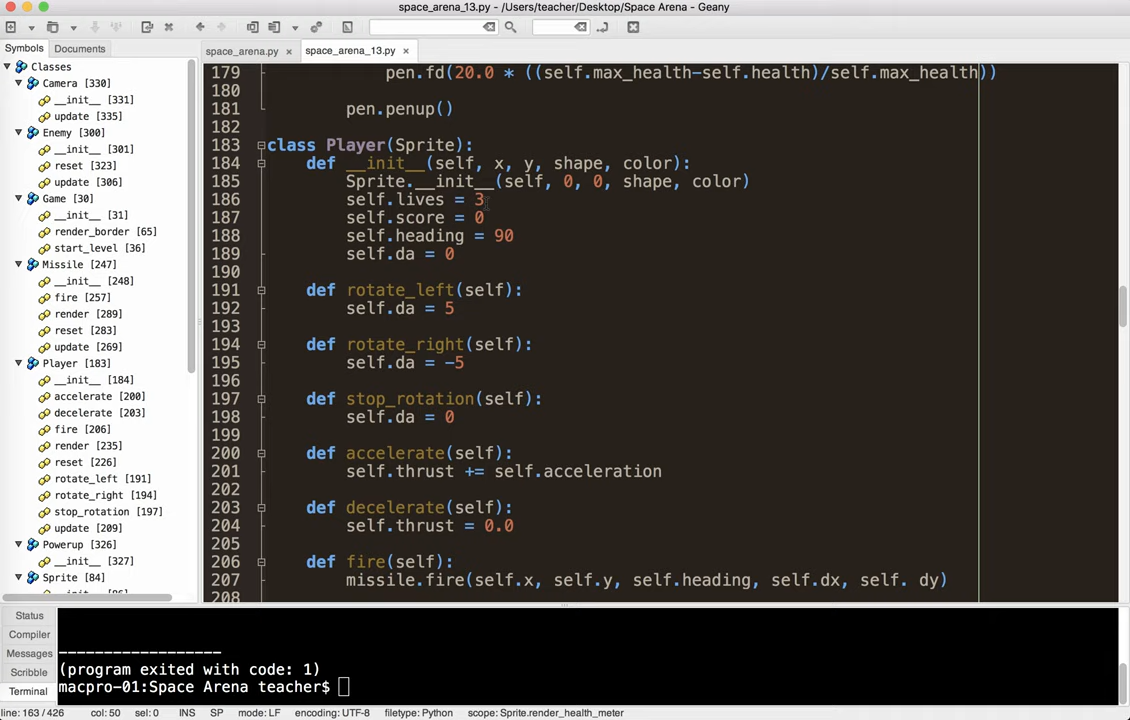 space_arena_13.py - /Users/teacher/Desktop/Space Arena - Geany
Symbols Documents
space_arena.py × space_arena_13.py ×
Classes
Camera [330]
__init__ [331]
update [335]
Enemy [300]
__init__ [301]
reset [323]
update [306]
Game [30]
__init__ [31]
render_border [65]
start_level [36]
Missile [247]
__init__ [248]
fire [257]
render [289]
reset [283]
update [269]
Player [183]
__init__ [184]
accelerate [200]
decelerate [203]
fire [206]
render [235]
reset [226]
rotate_left [191]
rotate_right [194]
stop_rotation [197]
update [209]
Powerup [326]
__init__ [327]
Sprite [84]
__init__ [86]
179 pen.fd(20.0 * ((self.max_health-self.health)/self.max_health))
180
181 pen.penup()
182
183 class Player(Sprite):
184 def __init__(self, x, y, shape, color):
185 Sprite.__init__(self, 0, 0, shape, color)
186 self.lives = 3
187 self.score = 0
188 self.heading = 90
189 self.da = 0
190
191 def rotate_left(self):
192 self.da = 5
193
194 def rotate_right(self):
195 self.da = -5
196
197 def stop_rotation(self):
198 self.da = 0
199
200 def accelerate(self):
201 self.thrust += self.acceleration
202
203 def decelerate(self):
204 self.thrust = 0.0
205
206 def fire(self):
207 missile.fire(self.x, self.y, self.heading, self.dx, self. dy)
208
Status
Compiler
Messages
Scribble
Terminal
------------------
(program exited with code: 1)
macpro-01:Space Arena teacher$
line: 163 / 426 col: 50 sel: 0 INS SP mode: LF encoding: UTF-8 filetype: Python scope: Sprite.render_health_meter